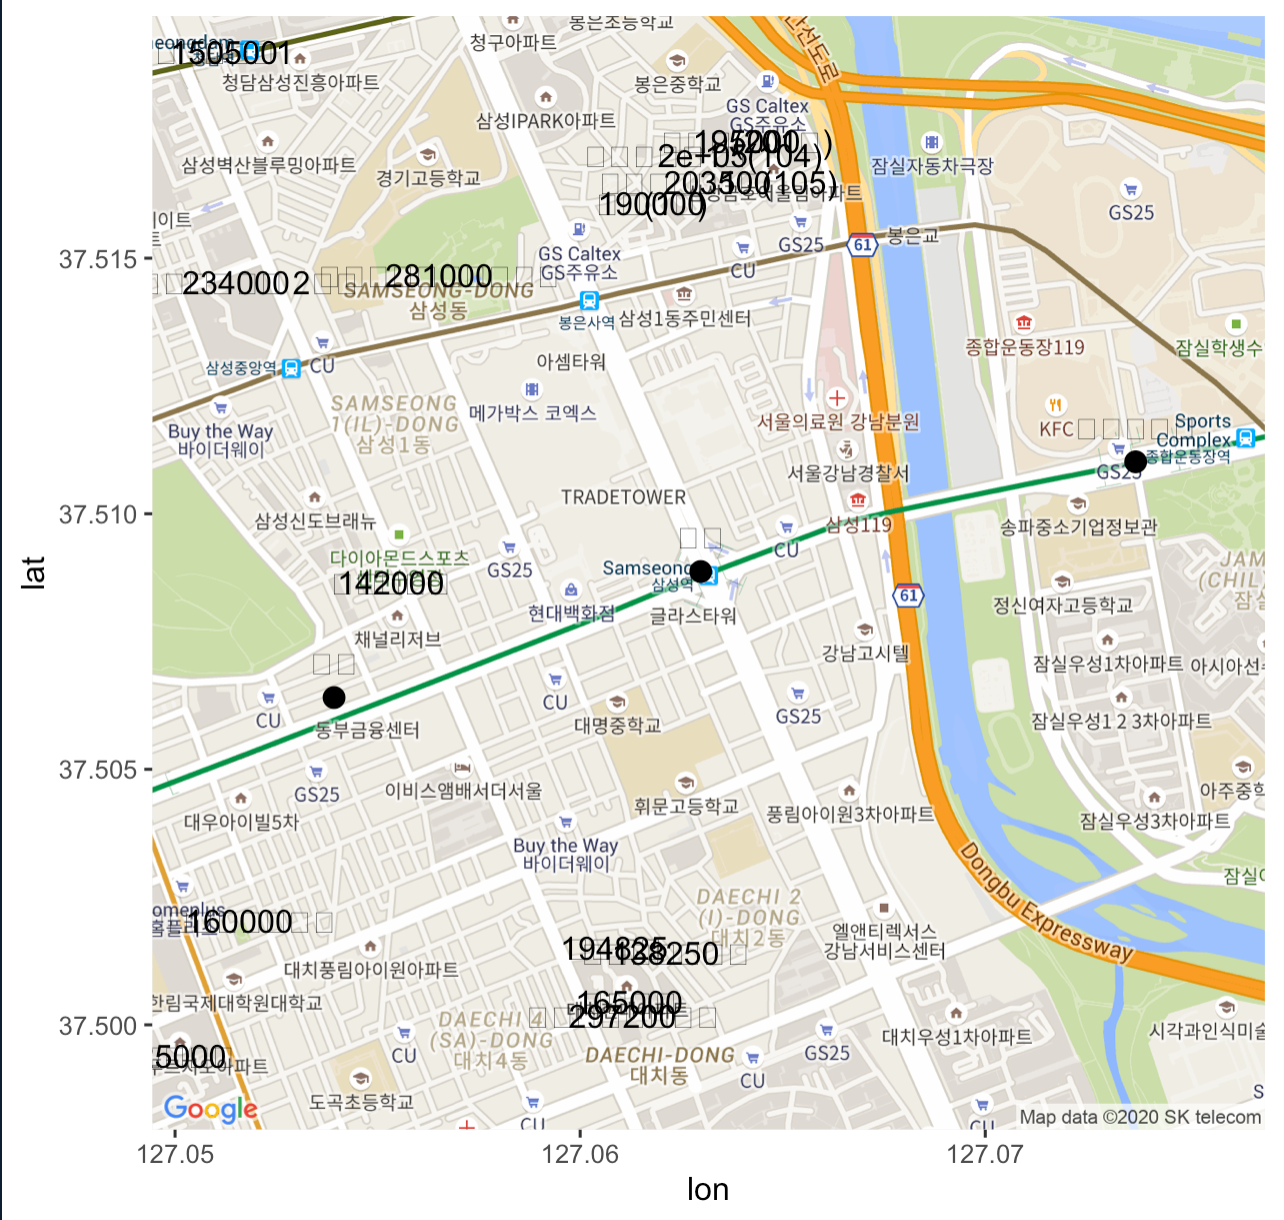 봉은초등학교
청구아파트
1505001
청담삼성진흥아파트
봉은중학교
GS Caltex
GS주유소
삼성IPARK아파트
삼성벽산블루밍아파트
경기고등학교
잠실자동차극장
195000
2e+05(104)
203500(105)
190000
GS25
GS25
봉은교
61
CU
GS Caltex
GS주유소
234000 2
281000
SAMSEONG-DONG
삼성동
봉은사역
삼성1동주민센터
종합운동장119
잠실학생수
삼성중앙역
CU
아셈타워
SAMSEONG
1(IL)-DONG
삼성1동
메가박스 코엑스
서울의료원 강남분원
KFC
Sports
Complex
종합운동장역
Buy the Way
바이더웨이
서울강남경찰서
GS25
TRADETOWER
삼성신도브래뉴
삼성119
송파중소기업정보관
다이아몬드스포츠
GS25
CU
142000
Samseong
삼성역
현대백화점
글라스타워
61
정신여자고등학교
채널리저브
강남고시텔
잠실우성1차아파트
아시아선
CU
CU
GS25
대명중학교
잠실우성1 2 3차아파트
동부금융센터
GS25
이비스앰배서더서울
휘문고등학교
풍림아이원3차아파트
아주중학
대우아이빌5차
잠실우성3차아파트
Buy the Way
바이더웨이
Dongbu Expressway
DAECHI 2
(I)-DONG
대치2동
160000
엘앤티렉서스
강남서비스센터
194825
138250
대치풍림아이원아파트
한림국제대학원대학교
165000
297200
DAECHI 4
(SA)-DONG
대치4동
DAECHI-DONG
대치동
CU
GS25
CU
대치우성1차아파트
시각과인식미술
5000
도곡초등학교
CU
CU
Google
Map data ©2020 SK telecom
37.515
37.510
37.505
37.500
lat
127.05
127.06
127.07
lon